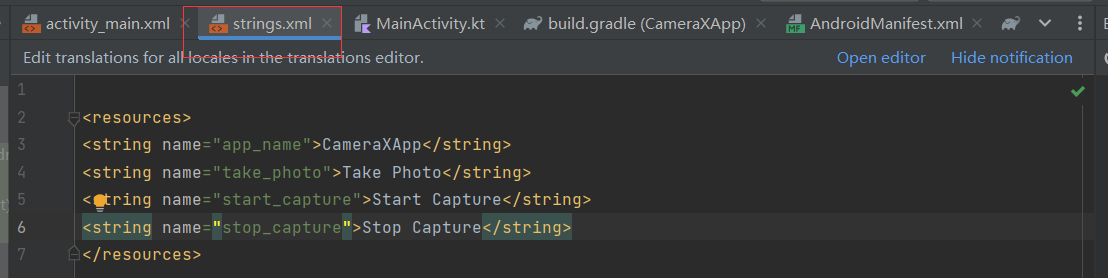 activity_main.xml strings.xml MainActivity.kt build.gradle (CameraXApp) AndroidManifest.xml
Edit translations for all locales in the translations editor. Open editor Hide notification
1
2 <resources>
3 <string name="app_name">CameraXApp</string>
4 <string name="take_photo">Take Photo</string>
5 <string name="start_capture">Start Capture</string>
6 <string name="stop_capture">Stop Capture</string>
7 </resources>